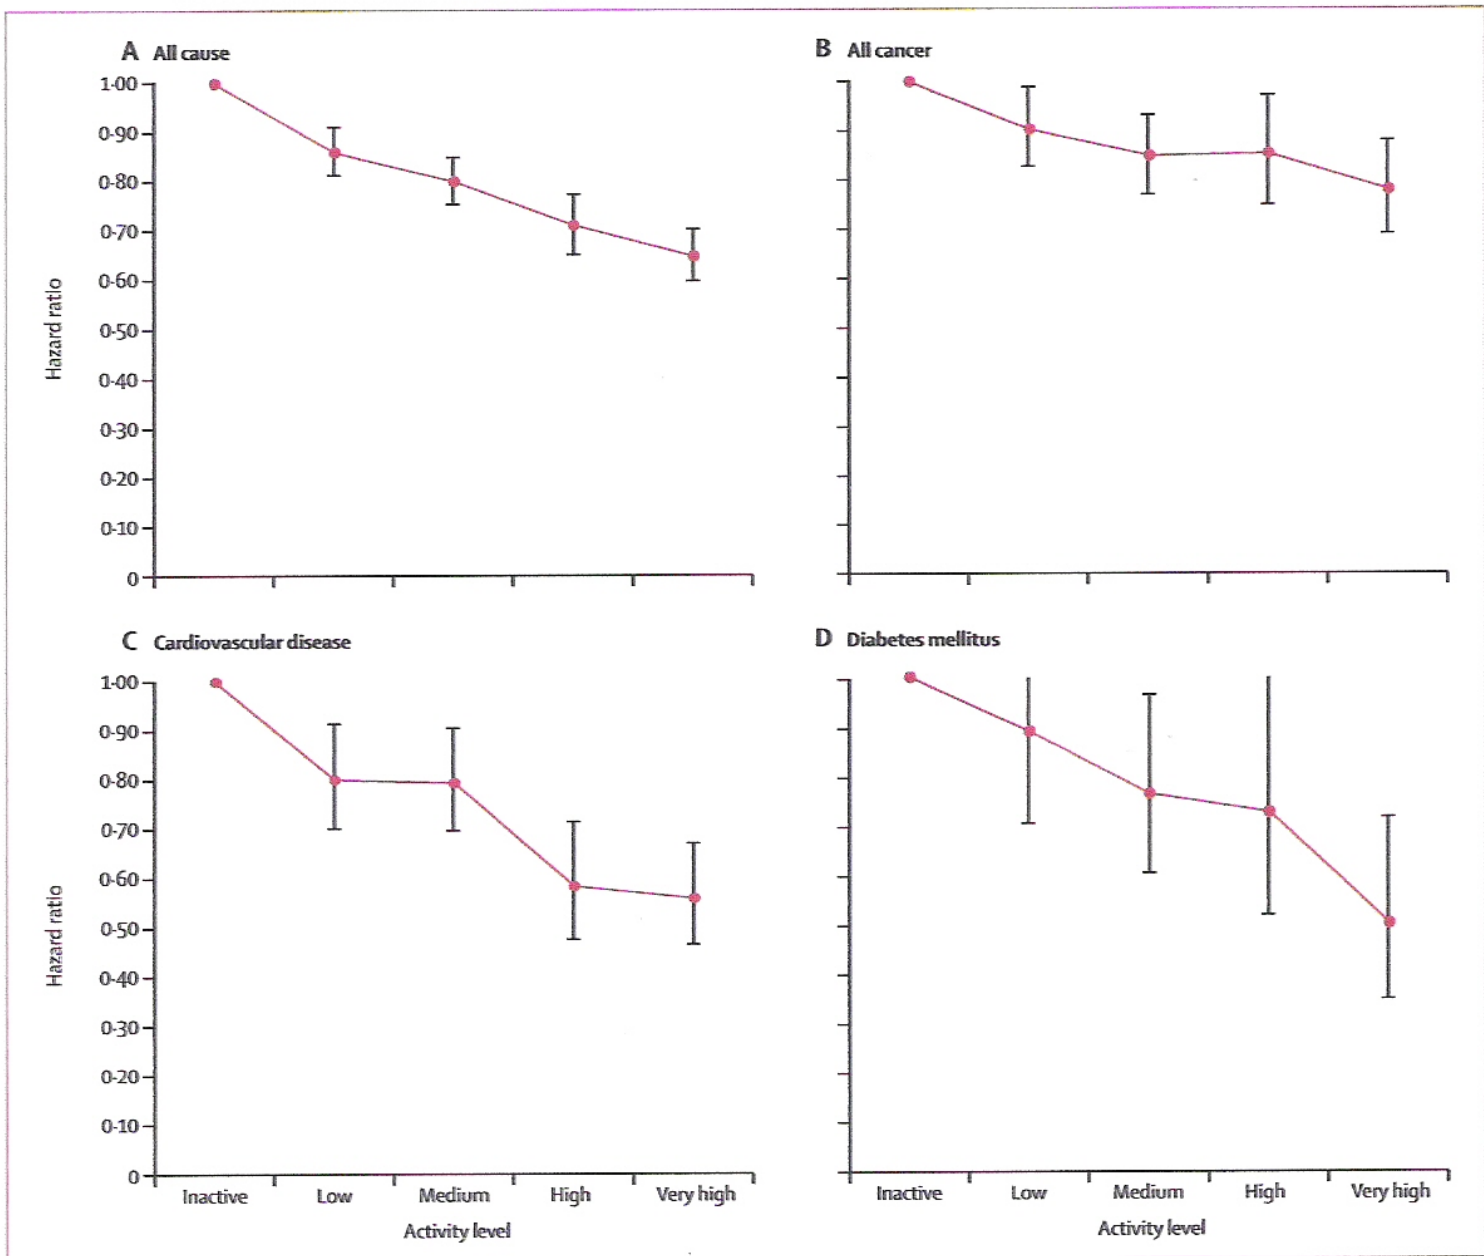 A All cause
1·00
0·90
0·80
0·70
0·60
0·50
0·40
0·30
0·20
0·10
0
Hazard ratio
B All cancer
C Cardiovascular disease
1·00
0·90
0·80
0·70
0·60
0·50
0·40
0·30
0·20
0·10
0
Hazard ratio
Inactive Low Medium High Very high
Activity level
D Diabetes mellitus
Inactive Low Medium High Very high
Activity level